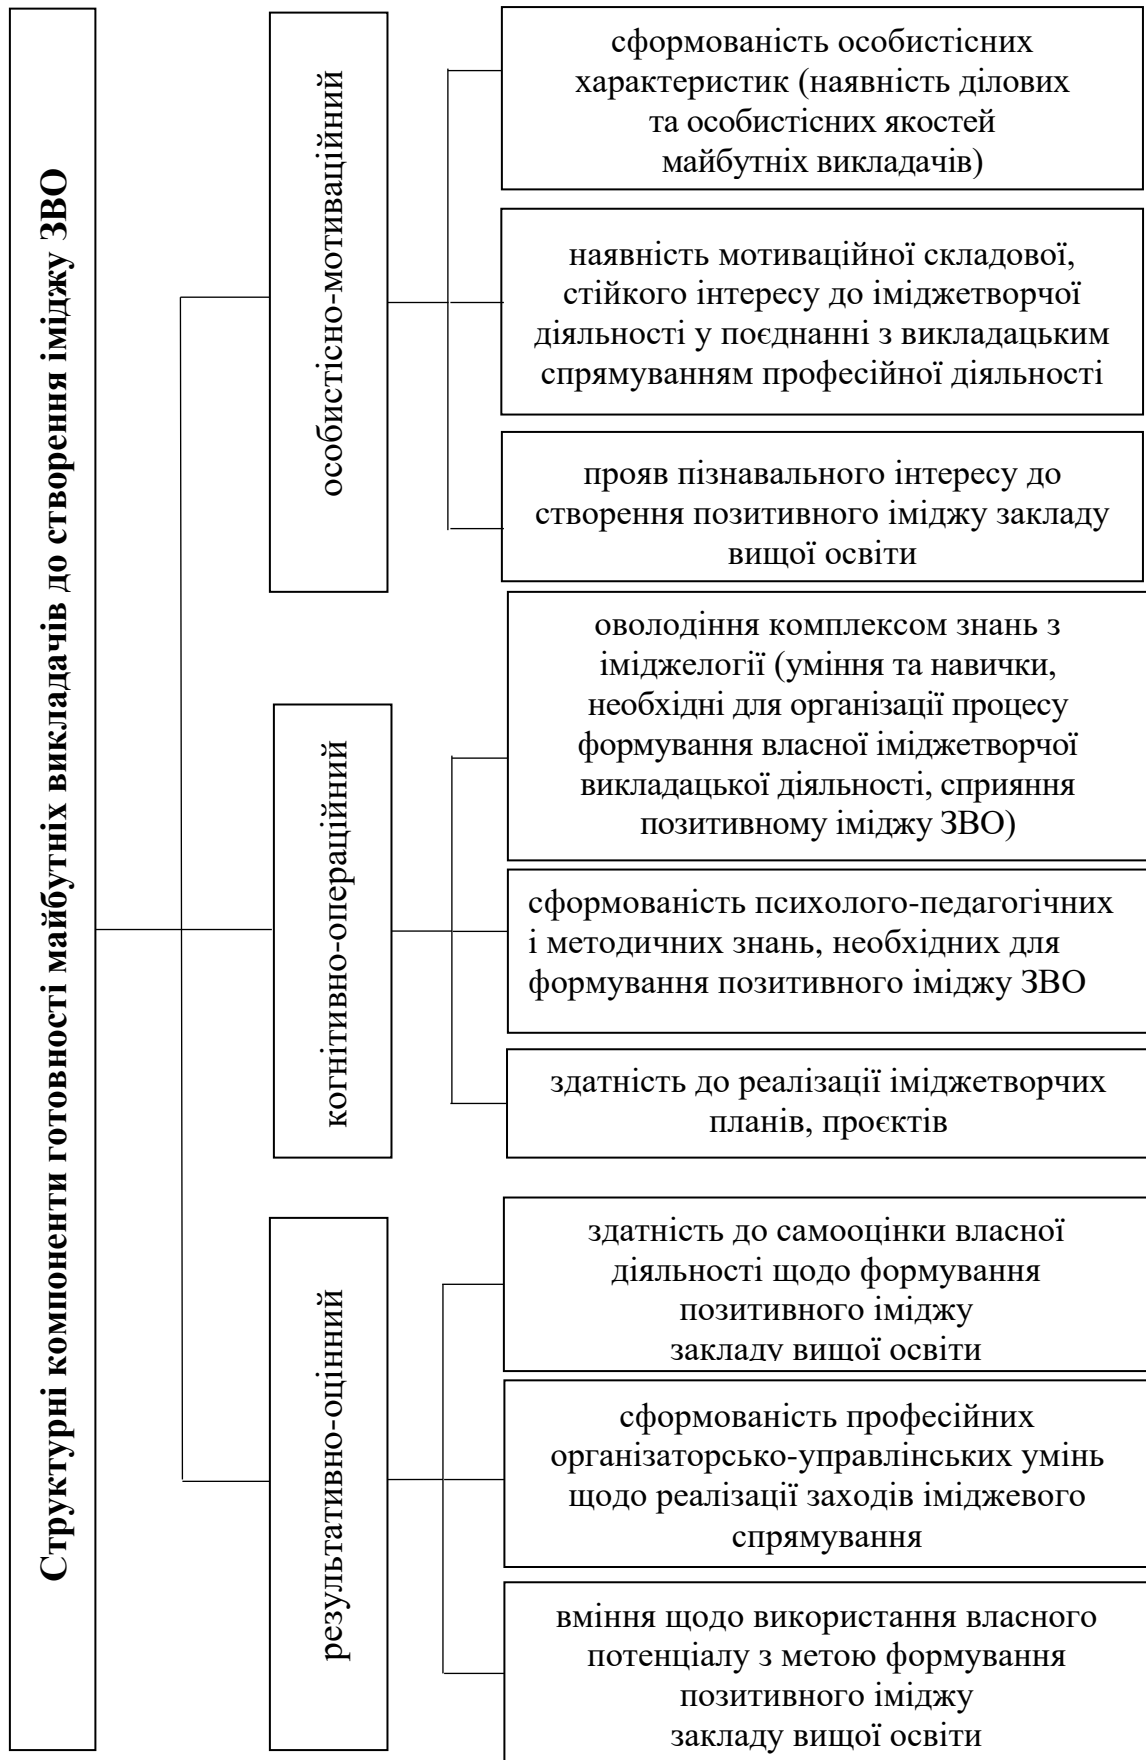 Структурні компоненти готовності майбутніх викладачів до створення іміджу ЗВО
особистісно-мотиваційний
сформованість особистісних
характеристик (наявність ділових
та особистісних якостей
майбутніх викладачів)
наявність мотиваційної складової,
стійкого інтересу до іміджетворчої
діяльності у поєднанні з викладацьким
спрямуванням професійної діяльності
прояв пізнавального інтересу до
створення позитивного іміджу закладу
вищої освіти
когнітивно-операційний
оволодіння комплексом знань з
іміджелогії (уміння та навички,
необхідні для організації процесу
формування власної іміджетворчої
викладацької діяльності, сприяння
позитивному іміджу ЗВО)
сформованість психолого-педагогічних
і методичних знань, необхідних для
формування позитивного іміджу ЗВО
здатність до реалізації іміджетворчих
планів, проєктів
результативно-оцінний
здатність до самооцінки власної
діяльності щодо формування
позитивного іміджу
закладу вищої освіти
сформованість професійних
організаторсько-управлінських умінь
щодо реалізації заходів іміджевого
спрямування
вміння щодо використання власного
потенціалу з метою формування
позитивного іміджу
закладу вищої освіти